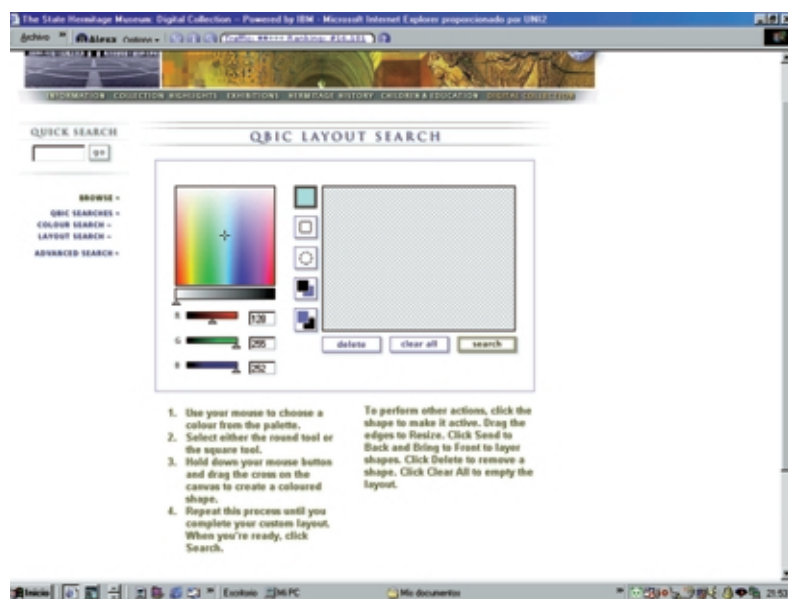 The State Hermitage Museum: Digital Collection - Powered by IBM - Microsoft Internet Explorer proporcionado por UNI2
Archivo » Alexa Options
INFORMATION COLLECTION HIGHLIGHTS EXHIBITIONS HERMITAGE HISTORY CHILDREN & EDUCATION DIGITAL COLLECTION
QUICK SEARCH
go
BROWSE
QBIC SEARCHES
COLOUR SEARCH
LAYOUT SEARCH
ADVANCED SEARCH
QBIC LAYOUT SEARCH
R 128
G 255
B 252
delete clear all search
1. Use your mouse to choose a
colour from the palette.
2. Select either the round tool or
the square tool.
3. Hold down your mouse button
and drag the cross on the
canvas to create a coloured
shape.
4. Repeat this process until you
complete your custom layout.
When you're ready, click
Search.
To perform other actions, click the
shape to make it active. Drag the
edges to Resize. Click Send to
Back and Bring to Front to layer
shapes. Click Delete to remove a
shape. Click Clear All to empty the
layout.
Inicio » Escritorio Mi PC Mis documentos » 21:53